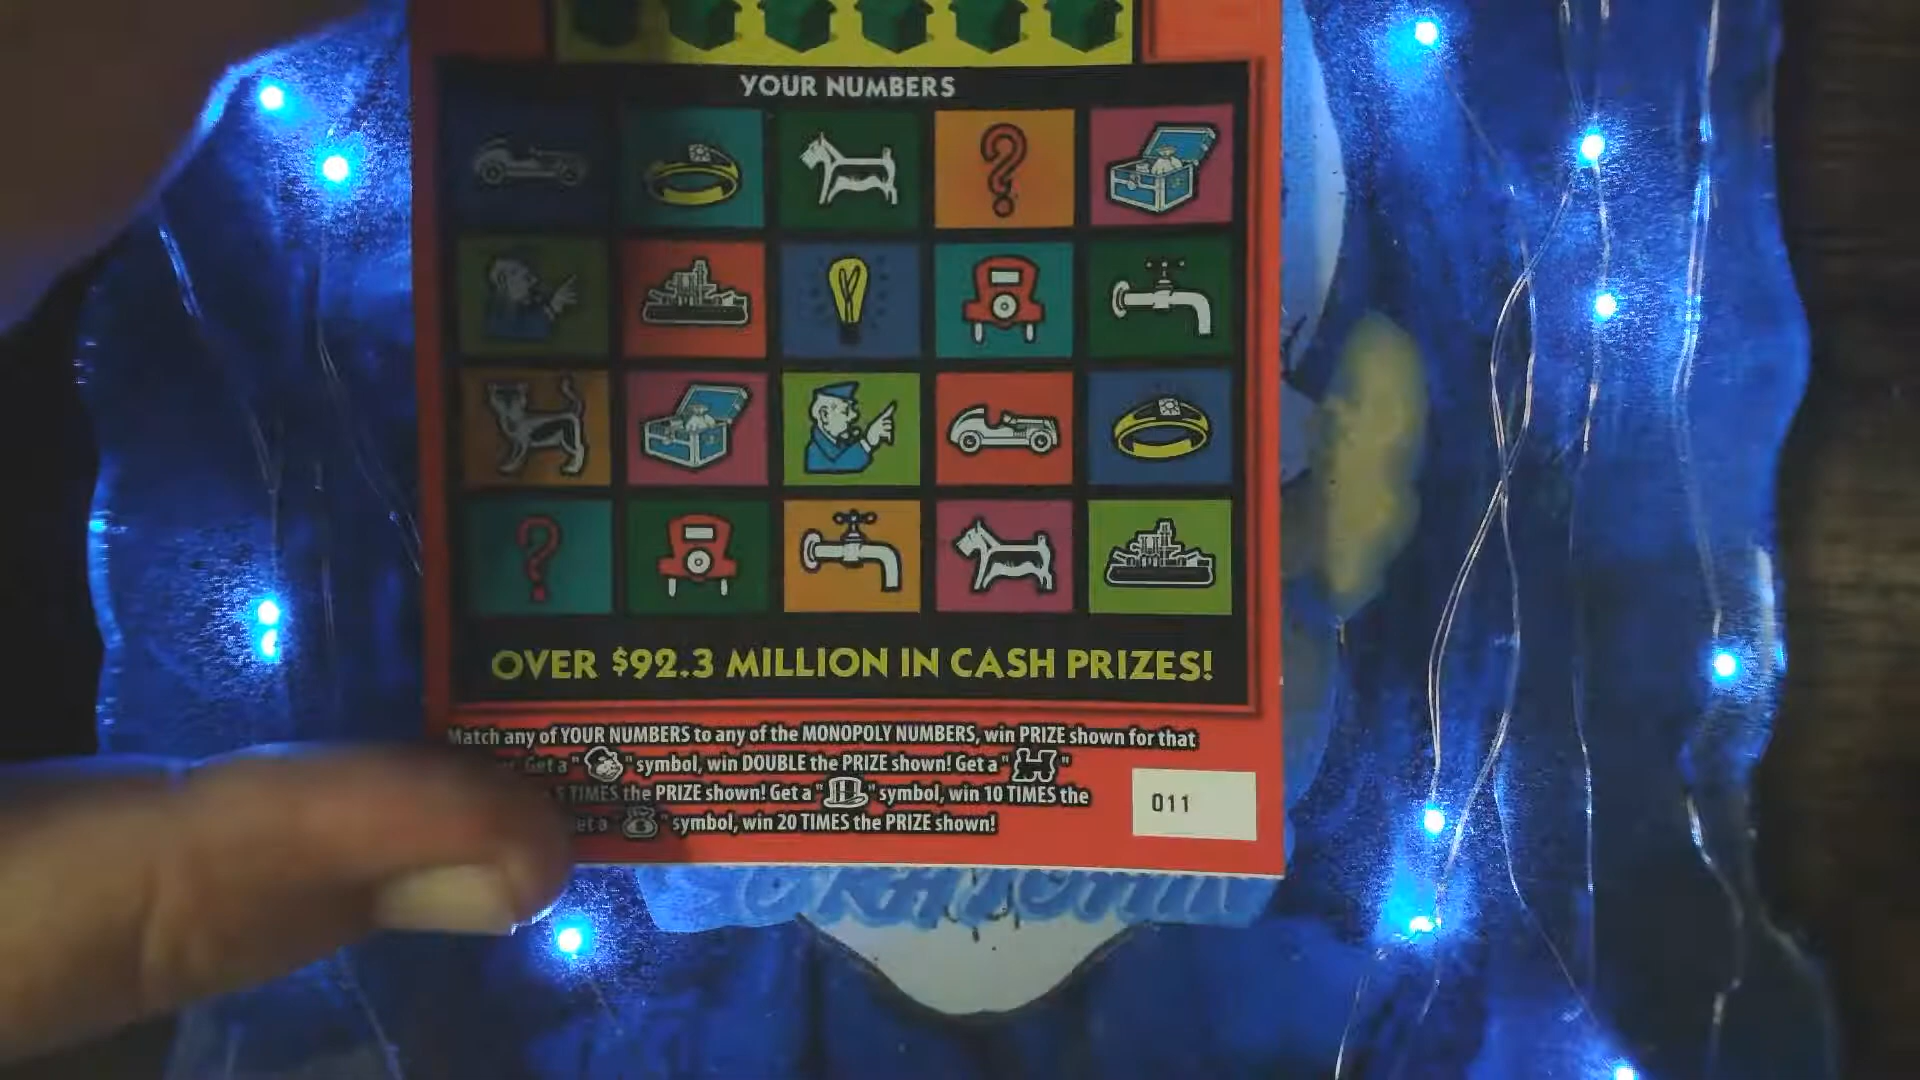 YOUR NUMBERS
OVER $92.3 MILLION IN CASH PRIZES!
Match any of YOUR NUMBERS to any of the MONOPOLY NUMBERS, win PRIZE shown for that
Get a " " symbol, win DOUBLE the PRIZE shown! Get a " "
5 TIMES the PRIZE shown! Get a " " symbol, win 10 TIMES the
" " symbol, win 20 TIMES the PRIZE shown!
011